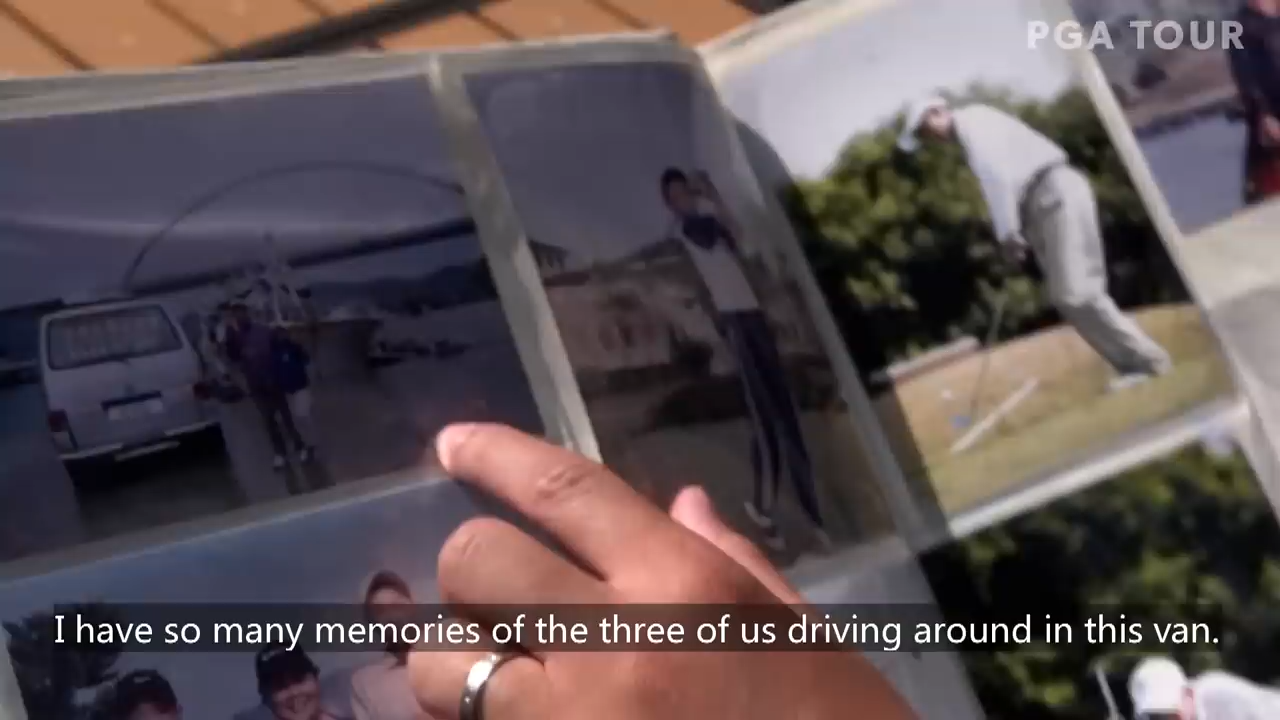 PGA TOUR
I have so many memories of the three of us driving around in this van.